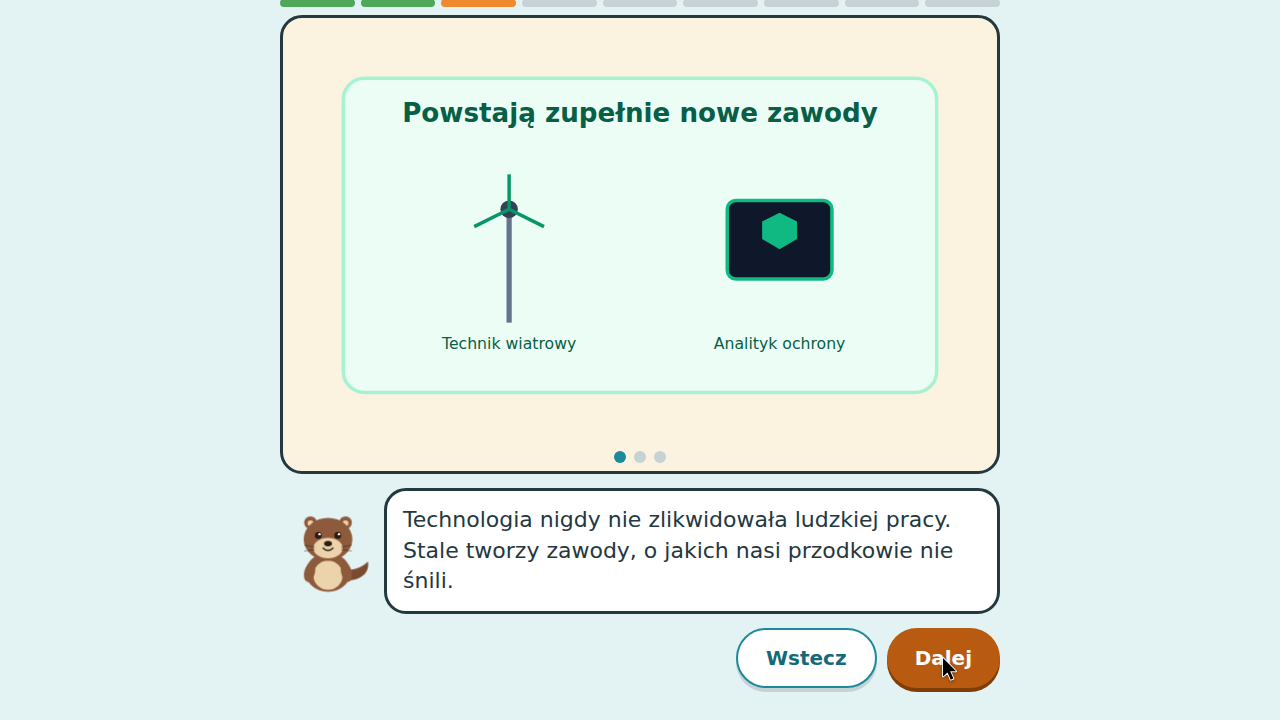 Powstają zupełnie nowe zawody
Technik wiatrowy
Analityk ochrony
Technologia nigdy nie zlikwidowała ludzkiej pracy.
Stale tworzy zawody, o jakich nasi przodkowie nie
śnili.
Wstecz
Dalej